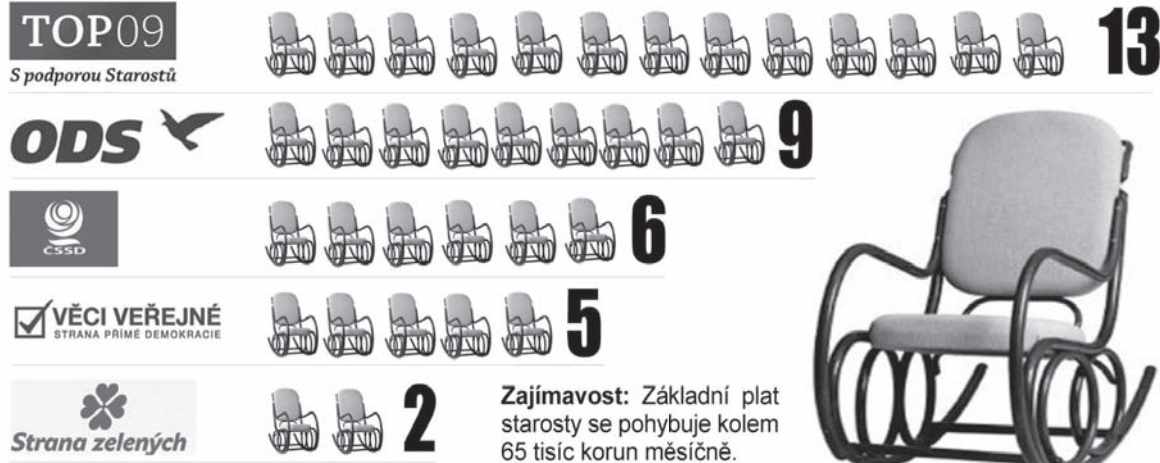 TOP09
S podporou Starostů
13
ODS
9
ČSSD
6
VĚCI VEŘEJNÉ
STRANA PŘÍMÉ DEMOKRACIE
5
Strana zelených
2
Zajímavost: Základní plat
starosty se pohybuje kolem
65 tisíc korun měsíčně.